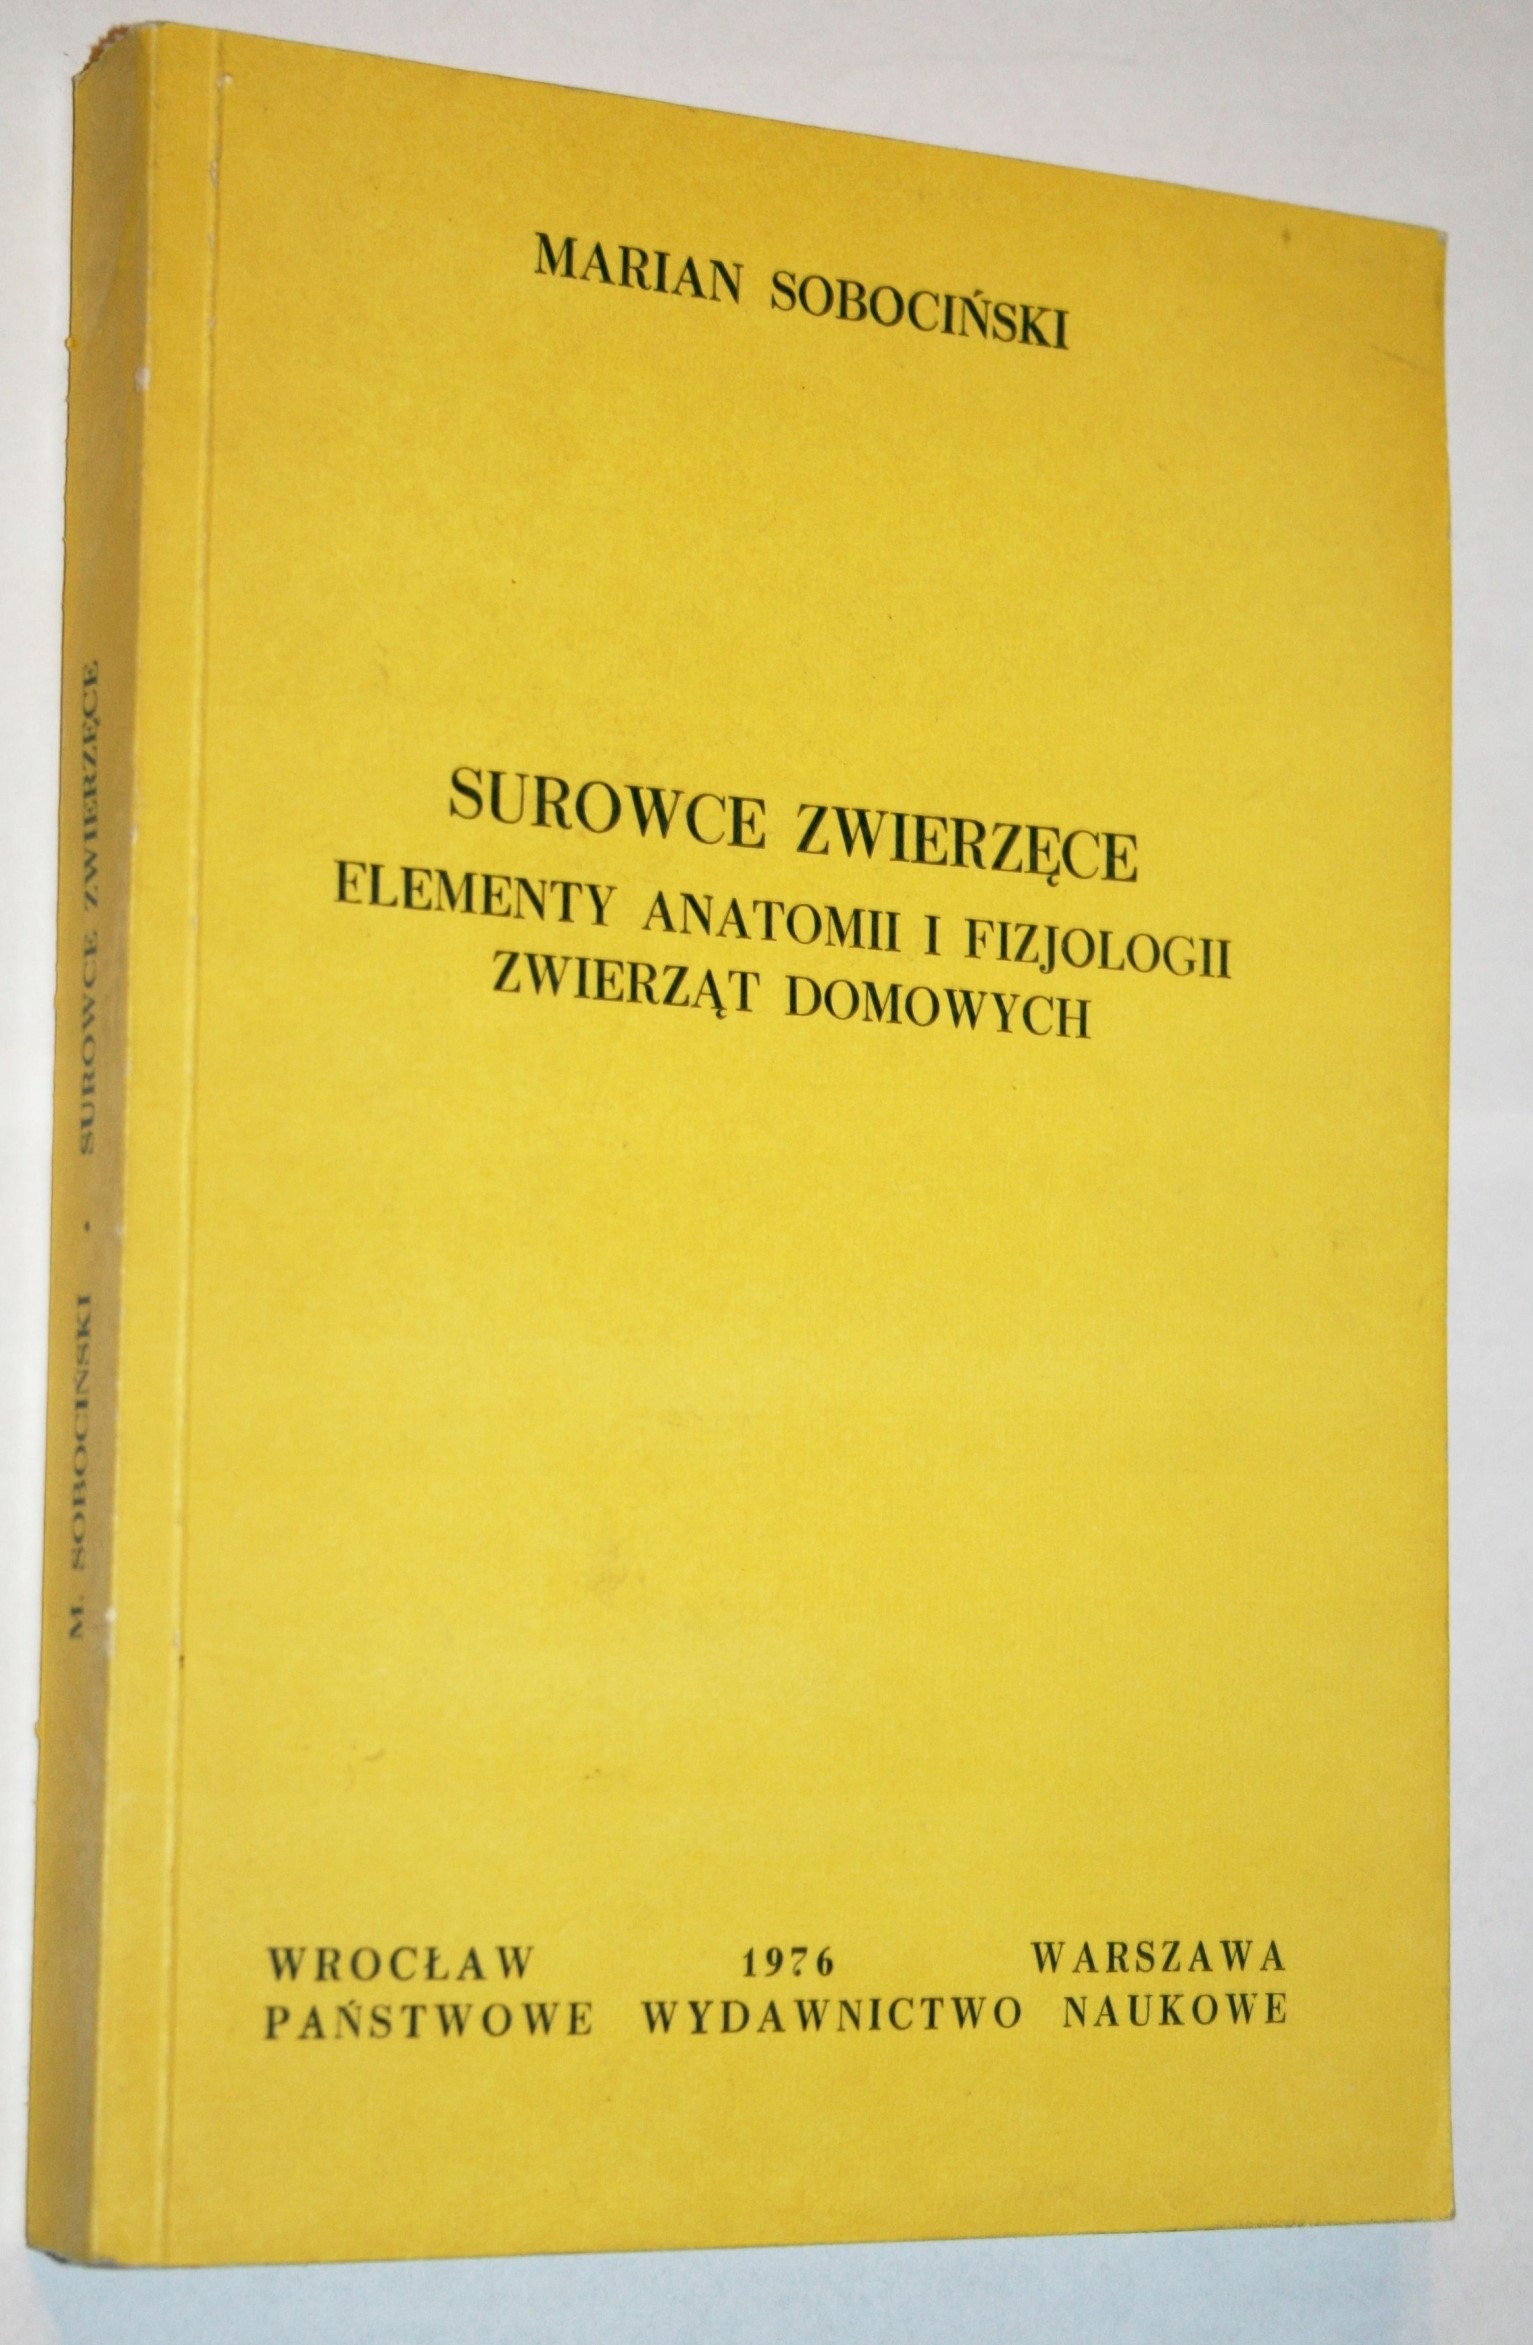 MARIAN SOBOCIŃSKI
SUROWCE ZWIERZĘCE
ELEMENTY ANATOMII I FIZJOLOGII
ZWIERZĄT DOMOWYCH
WROCŁAW 1976 WARSZAWA
PAŃSTWOWE WYDAWNICTWO NAUKOWE
M. SOBOCIŃSKI • SUROWCE ZWIERZĘCE